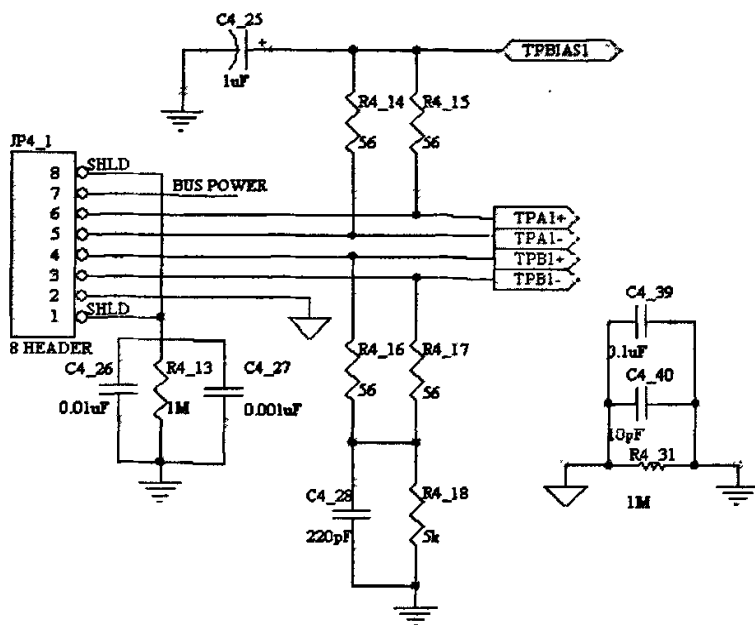 C4_25
1uF
TPBIAS1
R4_14
R4_15
56
56
JP4_1
8
SHLD
7
BUS POWER
6
TPA1+
5
TPA1-
4
TPB1+
3
TPB1-
2
1
SHLD
8 HEADER
C4_26
R4_13
C4_27
0.01uF
1M
0.001uF
R4_16
R4_17
56
56
C4_28
R4_18
220pF
5k
C4_39
0.1uF
C4_40
10pF
R4_31
1M